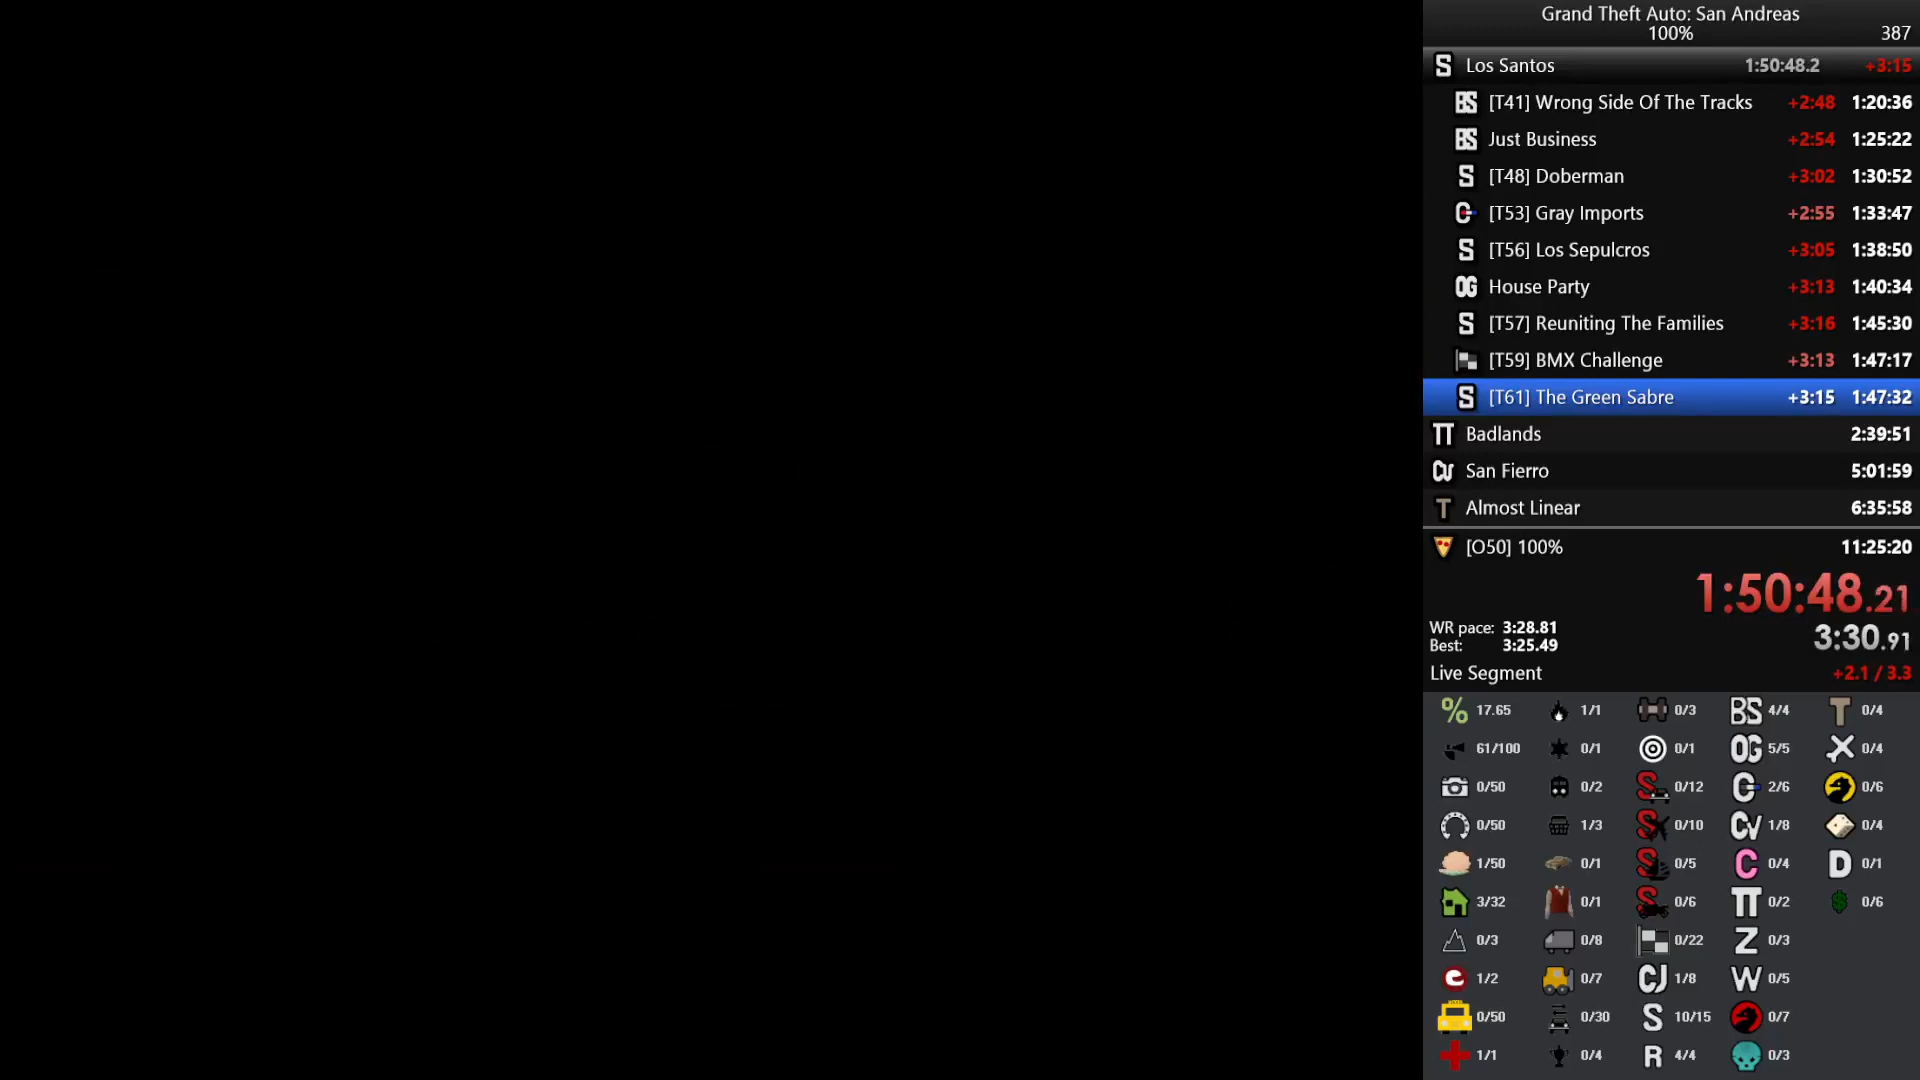 Grand Theft Auto: San Andreas
100% 387
S Los Santos 1:50:48.2 +3:15
BS [T41] Wrong Side Of The Tracks +2:48 1:20:36
BS Just Business +2:54 1:25:22
S [T48] Doberman +3:02 1:30:52
C [T53] Gray Imports +2:55 1:33:47
S [T56] Los Sepulcros +3:05 1:38:50
OG House Party +3:13 1:40:34
S [T57] Reuniting The Families +3:16 1:45:30
[T59] BMX Challenge +3:13 1:47:17
S [T61] The Green Sabre +3:15 1:47:32
TT Badlands 2:39:51
CV San Fierro 5:01:59
T Almost Linear 6:35:58
[O50] 100% 11:25:20
1:50:48.21
WR pace: 3:28.81
Best: 3:25.49
3:30.91
Live Segment +2.1 / 3.3
% 17.65 1/1 0/3 BS 4/4 T 0/4
61/100 0/1 0/1 OG 5/5 0/4
0/50 0/2 S 0/12 C 2/6 0/6
0/50 1/3 S 0/10 CV 1/8 0/4
1/50 0/1 S 0/5 C 0/4 D 0/1
3/32 0/1 S 0/6 TT 0/2 $ 0/6
0/3 0/8 0/22 Z 0/3
e 1/2 0/7 CJ 1/8 W 0/5
0/50 0/30 S 10/15 0/7
1/1 0/4 R 4/4 0/3